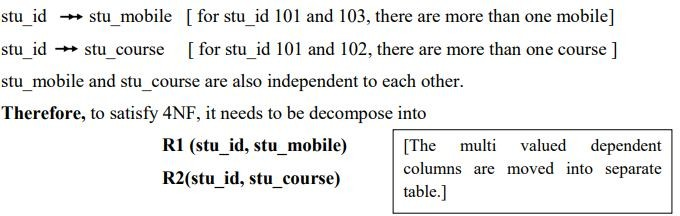 stu_id →→ stu_mobile [ for stu_id 101 and 103, there are more than one mobile]
stu_id →→ stu_course [ for stu_id 101 and 102, there are more than one course ]
stu_mobile and stu_course are also independent to each other.
Therefore, to satisfy 4NF, it needs to be decompose into
R1 (stu_id, stu_mobile)
R2(stu_id, stu_course)
[The multi valued dependent
columns are moved into separate
table.]